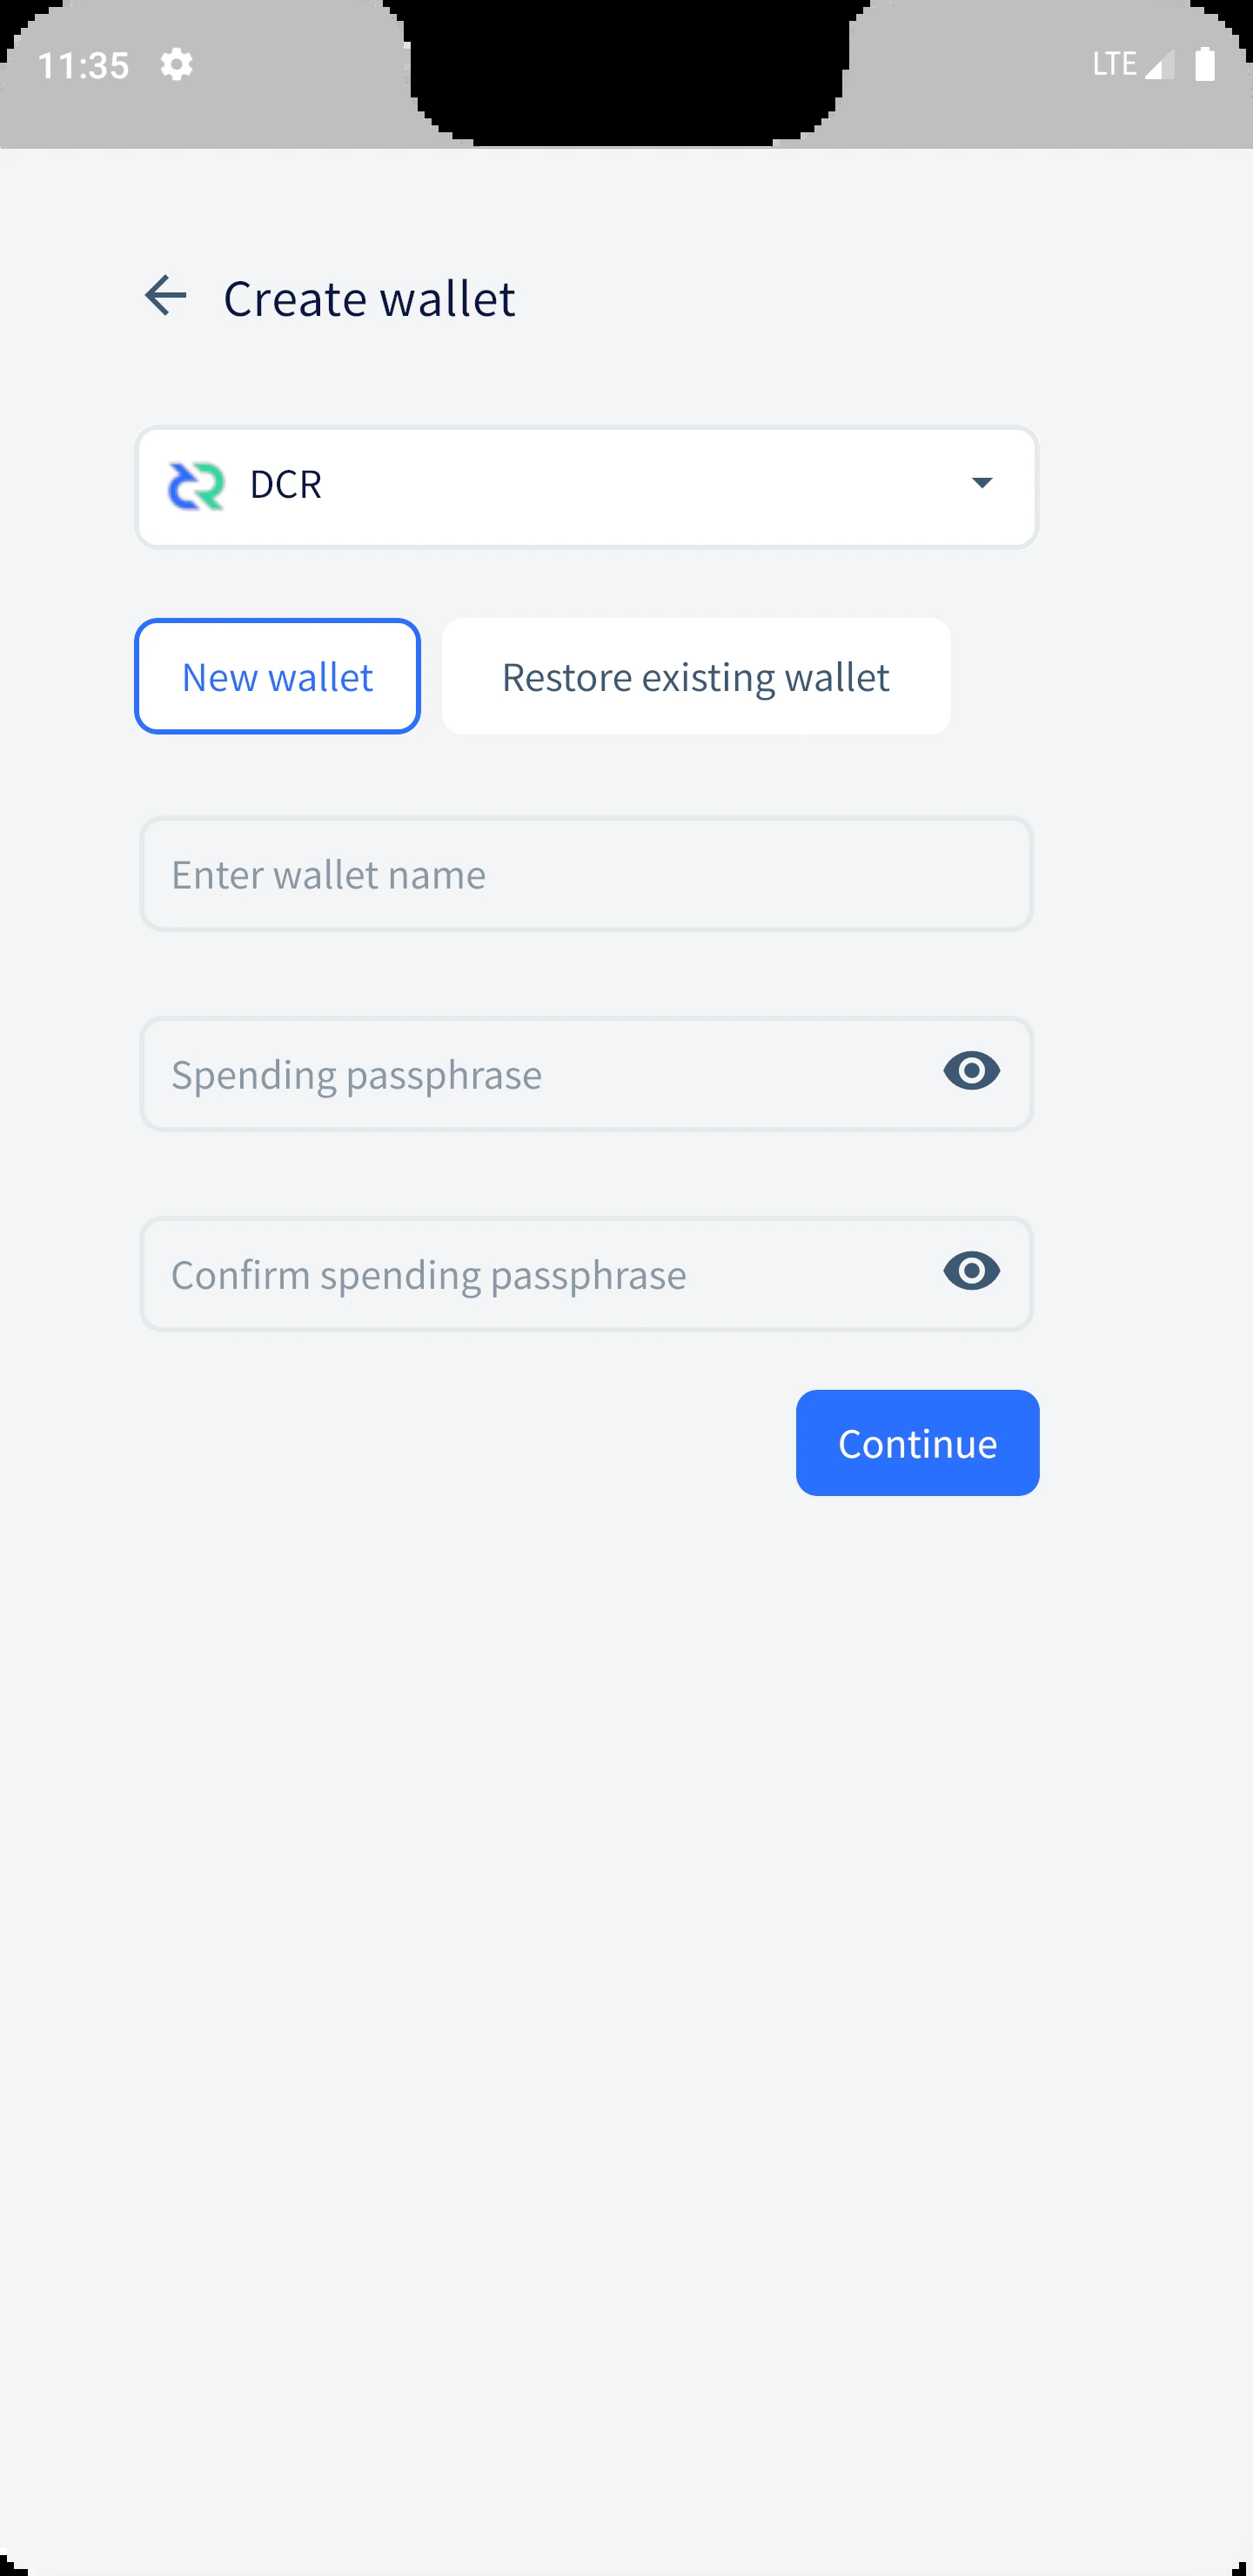 11:35
LTE
Create wallet
DCR
New wallet
Restore existing wallet
Enter wallet name
Spending passphrase
Confirm spending passphrase
Continue